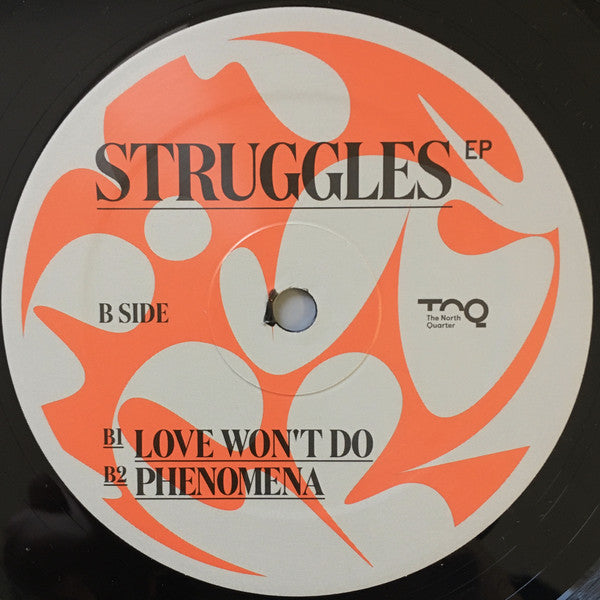 STRUGGLES EP
B SIDE
TNQ
The North
Quarter
B1 LOVE WON'T DO
B2 PHENOMENA